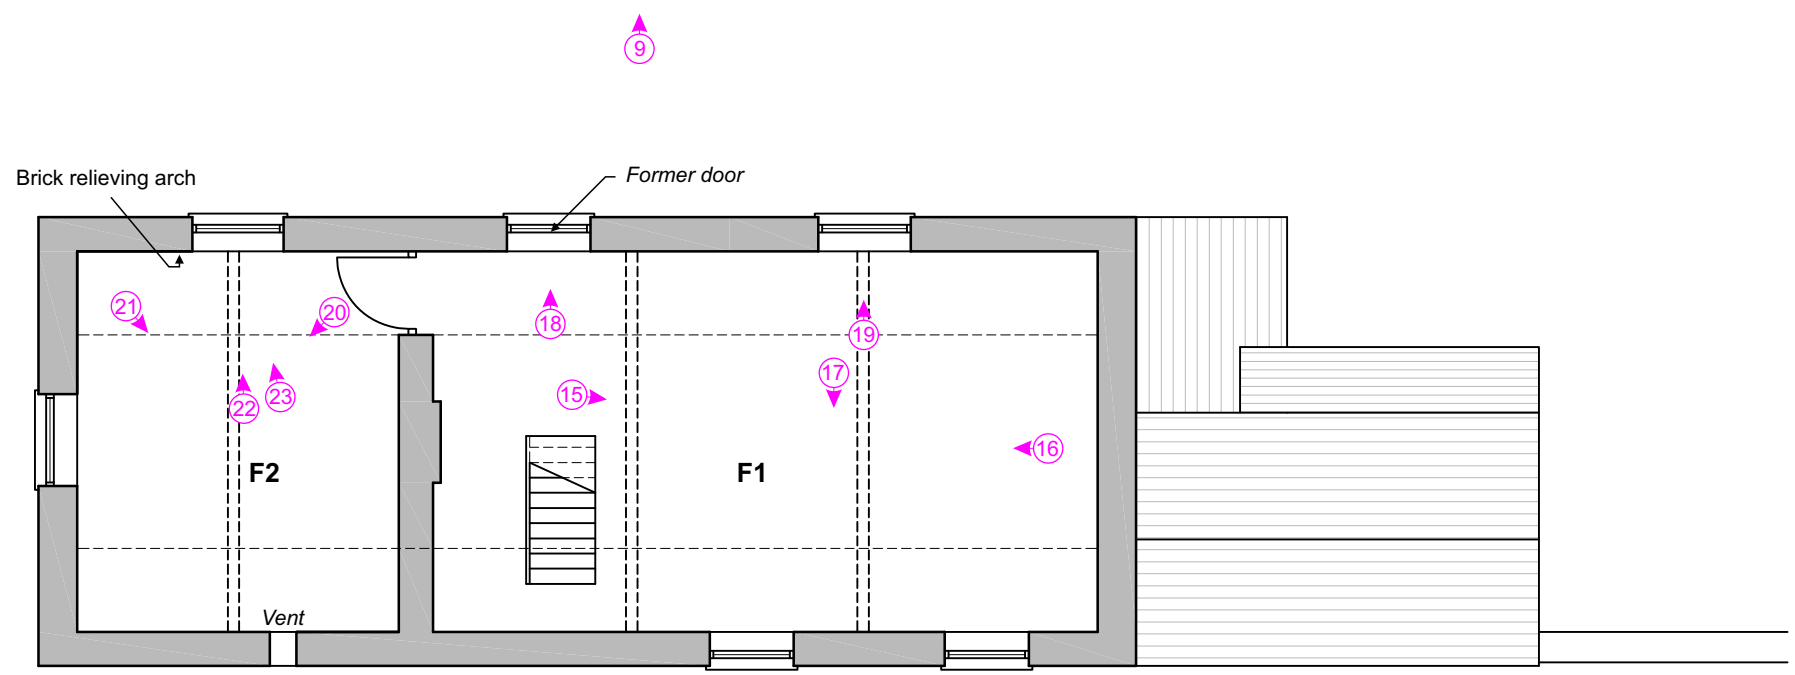 9
Brick relieving arch
Former door
21
20
18
19
17
15
23
22
16
F2
F1
Vent